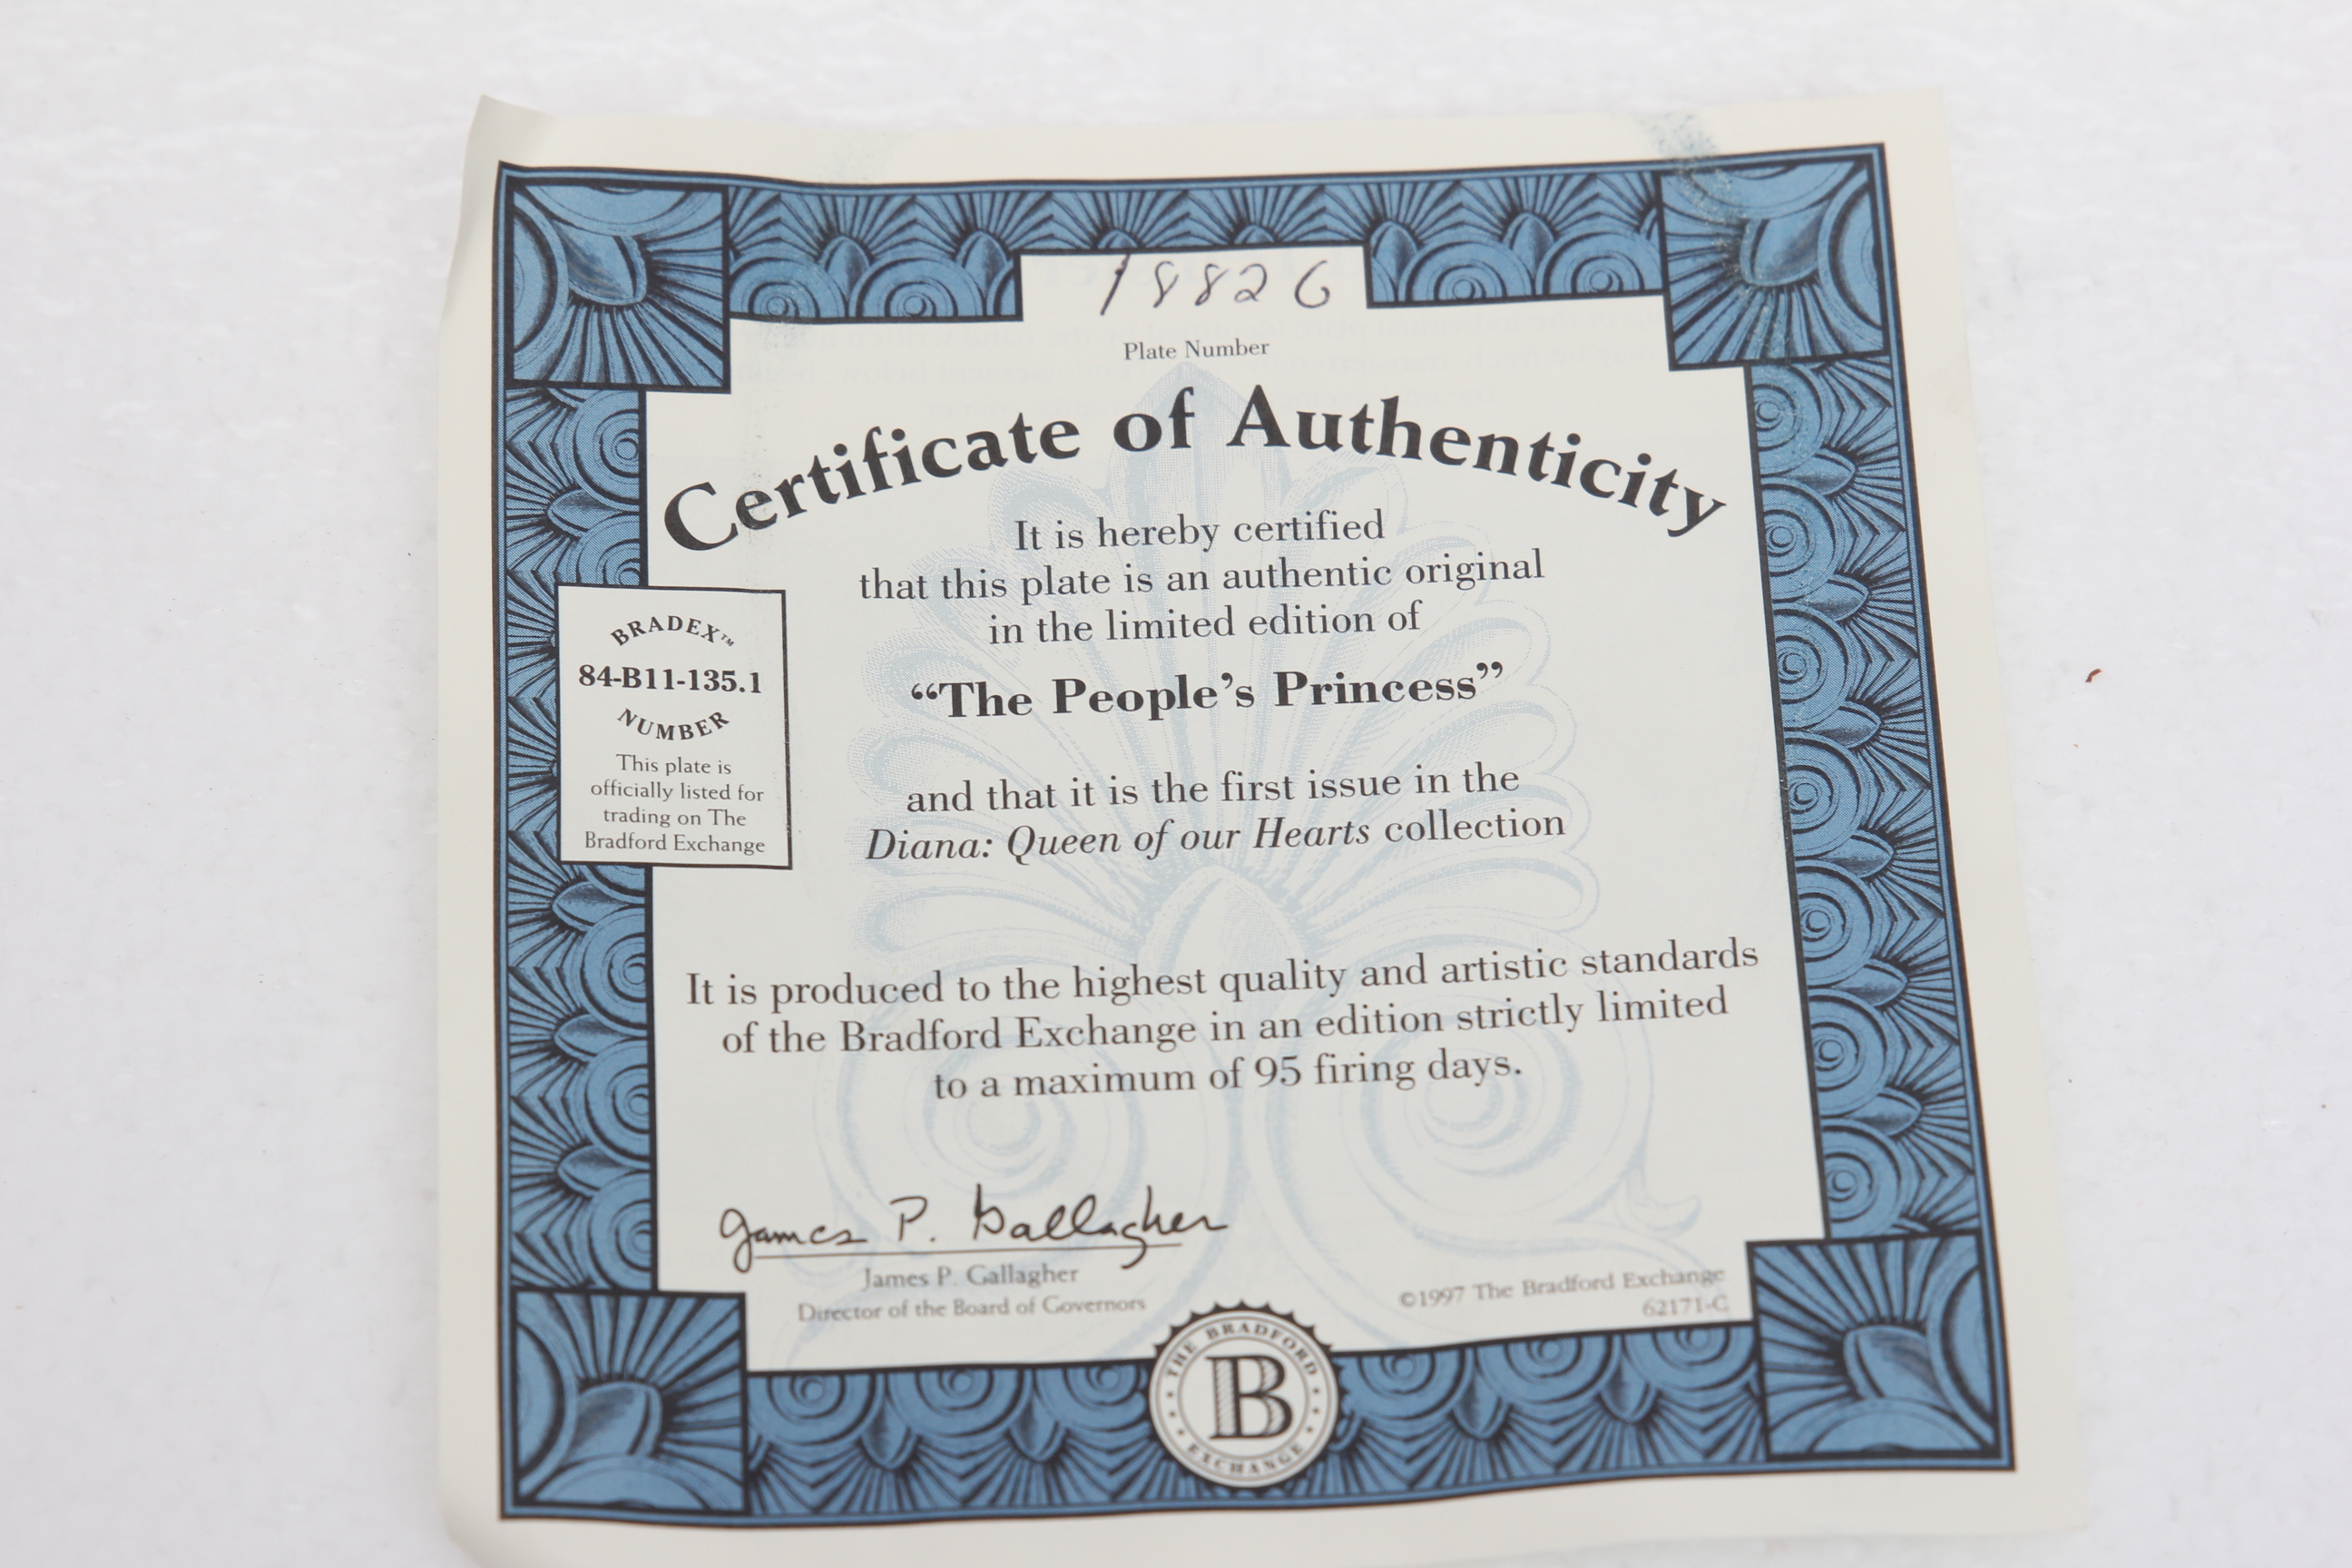 18826
Plate Number
Certificate of Authenticity
It is hereby certified
that this plate is an authentic original
in the limited edition of
“The People’s Princess”
and that it is the first issue in the
Diana: Queen of our Hearts collection
BRADEX™
84-B11-135.1
NUMBER
This plate is
officially listed for
trading on The
Bradford Exchange
It is produced to the highest quality and artistic standards
of the Bradford Exchange in an edition strictly limited
to a maximum of 95 firing days.
James P. Gallagher
James P. Gallagher
Director of the Board of Governors
©1997 The Bradford Exchange
62171-C
THE BRADFORD
B
EXCHANGE